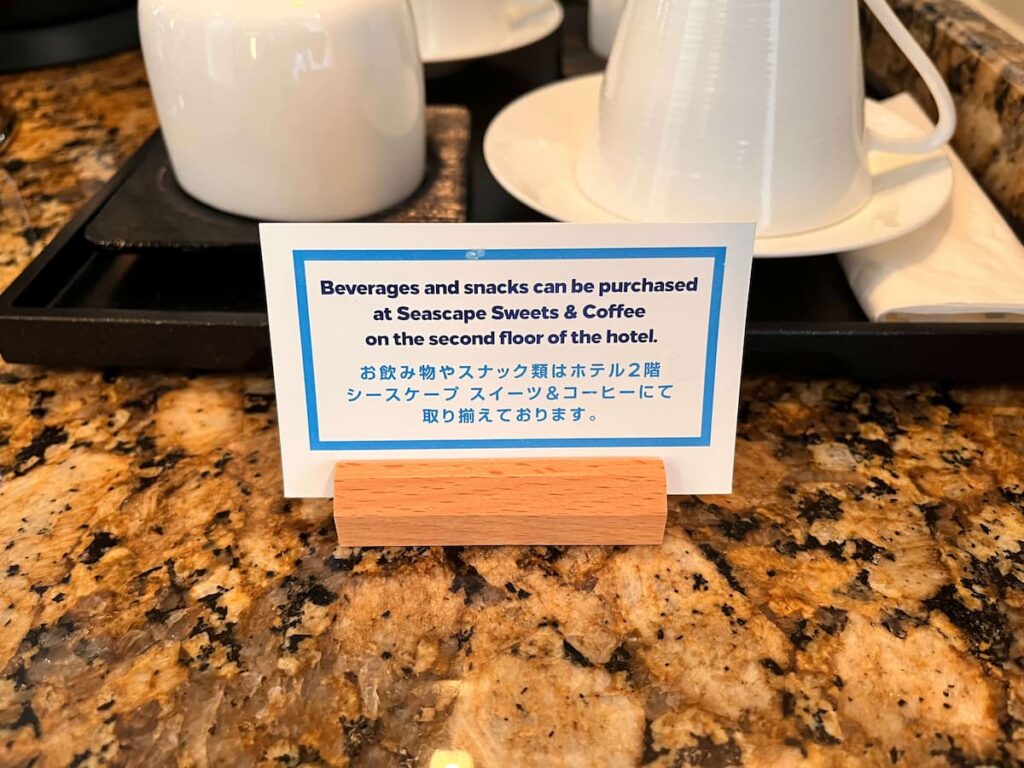 Beverages and snacks can be purchased
at Seascape Sweets & Coffee
on the second floor of the hotel.
お飲み物やスナック類はホテル2階
シースケープ スイーツ&コーヒーにて
取り揃えております。